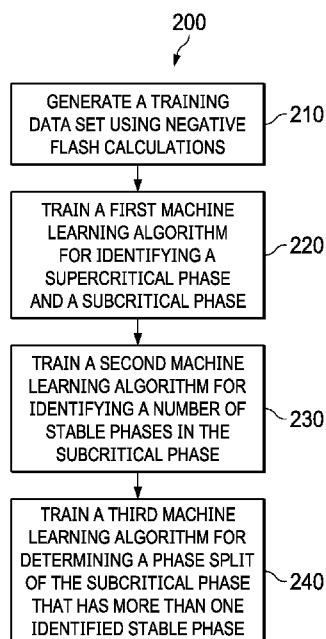 200
GENERATE A TRAINING
DATA SET USING NEGATIVE
FLASH CALCULATIONS
210
TRAIN A FIRST MACHINE
LEARNING ALGORITHM
FOR IDENTIFYING A
SUPERCRITICAL PHASE
AND A SUBCRITICAL PHASE
220
TRAIN A SECOND MACHINE
LEARNING ALGORITHM FOR
IDENTIFYING A NUMBER OF
STABLE PHASES IN THE
SUBCRITICAL PHASE
230
TRAIN A THIRD MACHINE
LEARNING ALGORITHM FOR
DETERMINING A PHASE SPLIT
OF THE SUBCRITICAL PHASE
THAT HAS MORE THAN ONE
IDENTIFIED STABLE PHASE
240